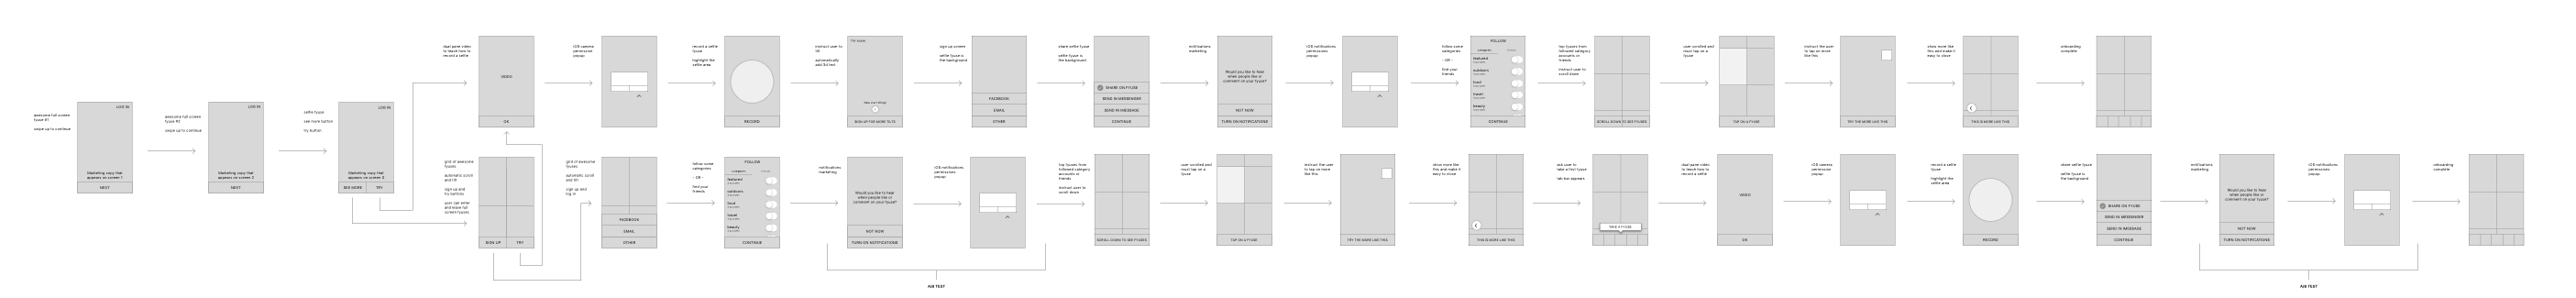 awesome full screen
fyuse #1
swipe up to continue
LOG IN
Marketing copy that
appears on screen 1
NEXT
awesome full screen
fyuse #2
swipe up to continue
LOG IN
Marketing copy that
appears on screen 2
NEXT
selfie fyuse
see more button
try button
LOG IN
Marketing copy that
appears on screen 3
SEE MORE
TRY
dual pane video
to teach how to
record a selfie
VIDEO
OK
iOS camera
permission
popup
record a selfie
fyuse
highlight the
selfie area
RECORD
instruct user to
tilt
automatically
add 3d text
SIGN UP FOR MORE TILTS
sign up screen
selfie fyuse is
the background
FACEBOOK
EMAIL
OTHER
share selfie fyuse
selfie fyuse is
the background
SHARE ON FYUSE
SEND IN MESSENGER
SEND IN IMESSAGE
CONTINUE
notifications
marketing
Would you like to hear
when people like or
comment on your fyuse?
NOT NOW
TURN ON NOTIFICATIONS
iOS notifications
permissions
popup
follow some
categories
- OR -
find your
friends
FOLLOW
categories
featured
outdoors
food
travel
beauty
CONTINUE
top fyuses from
followed category
accounts or
friends
instruct user to
scroll down
SCROLL DOWN TO SEE FYUSES
user scrolled and
must tap on a
fyuse
TAP ON A FYUSE
instruct the user
to tap on more
like this
TRY THE MORE LIKE THIS
show more like
this and make it
easy to close
THIS IS MORE LIKE THIS
onboarding
complete
grid of awesome
fyuses
automatic scroll
and tilt
sign up and
try buttons
user can enter
and leave full
screen fyuses
SIGN UP
TRY
grid of awesome
fyuses
automatic scroll
and tilt
sign up and
log in
FACEBOOK
EMAIL
OTHER
follow some
categories
- OR -
find your
friends
FOLLOW
categories
featured
outdoors
food
travel
beauty
CONTINUE
notifications
marketing
Would you like to hear
when people like or
comment on your fyuse?
NOT NOW
TURN ON NOTIFICATIONS
iOS notifications
permissions
popup
top fyuses from
followed category
accounts or
friends
instruct user to
scroll down
SCROLL DOWN TO SEE FYUSES
user scrolled and
must tap on a
fyuse
TAP ON A FYUSE
instruct the user
to tap on more
like this
TRY THE MORE LIKE THIS
show more like
this and make it
easy to close
THIS IS MORE LIKE THIS
ask user to
take a first fyuse
tab bar appears
TAKE A FYUSE
dual pane video
to teach how to
record a selfie
VIDEO
OK
iOS camera
permission
popup
record a selfie
fyuse
highlight the
selfie area
RECORD
share selfie fyuse
selfie fyuse is
the background
SHARE ON FYUSE
SEND IN MESSENGER
SEND IN IMESSAGE
CONTINUE
notifications
marketing
Would you like to hear
when people like or
comment on your fyuse?
NOT NOW
TURN ON NOTIFICATIONS
iOS notifications
permissions
popup
onboarding
complete
A/B TEST
A/B TEST